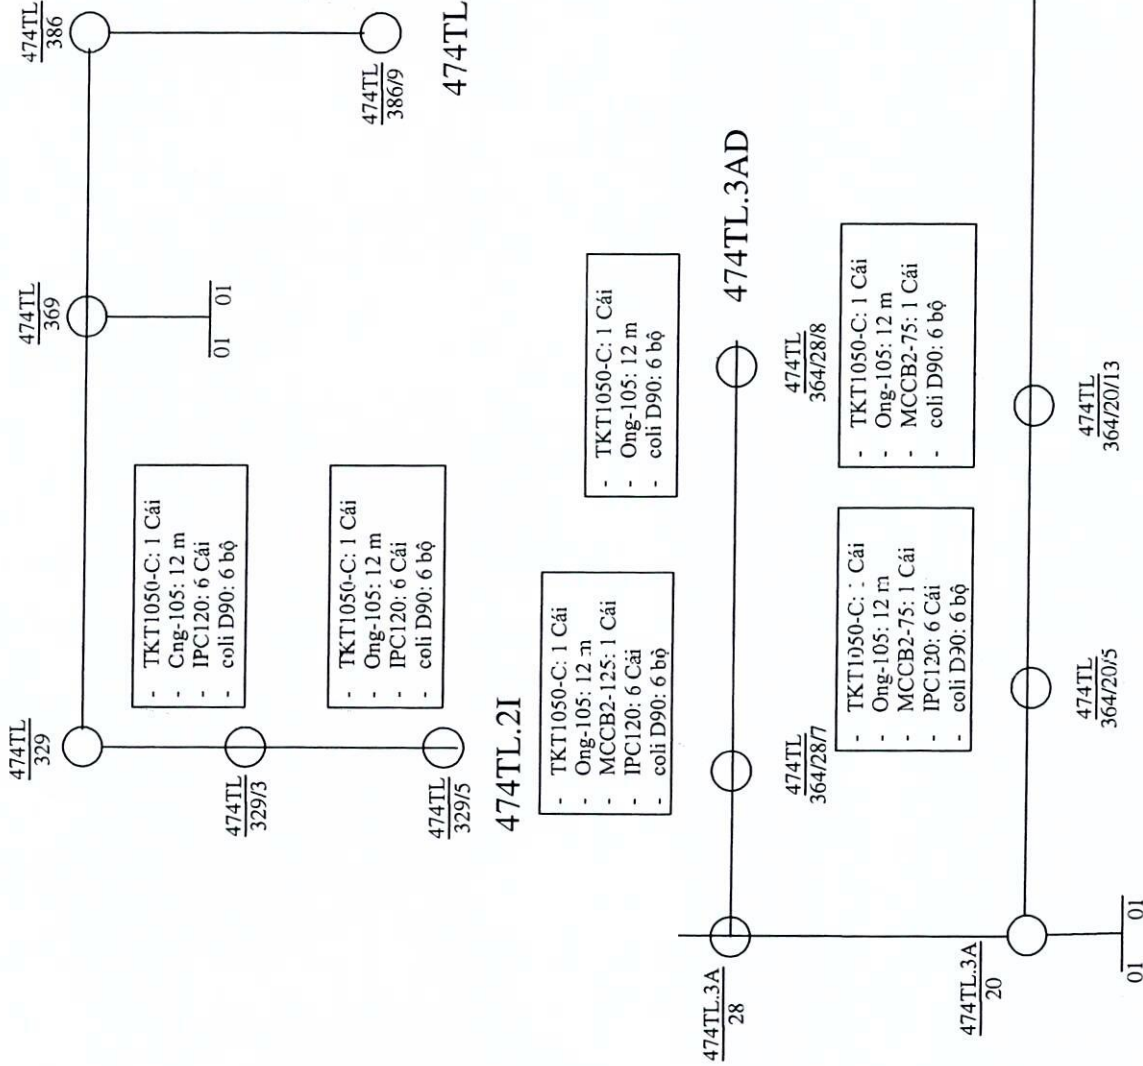 474TL
386
474TL
386/9
474TL
474TL
369
01 01
474TL
329
- TKT1050-C: 1 Cái
- Cng-105: 12 m
- IPC120: 6 Cái
- coli D90: 6 bộ
474TL
329/3
- TKT1050-C: 1 Cái
- Ong-105: 12 m
- IPC120: 6 Cái
- coli D90: 6 bộ
474TL
329/5
474TL.2I
- TKT1050-C: 1 Cái
- Ong-105: 12 m
- MCCB2-125: 1 Cái
- IPC120: 6 Cái
- coli D90: 6 bộ
- TKT1050-C: 1 Cái
- Ong-105: 12 m
- coli D90: 6 bộ
474TL.3AD
474TL
364/28/7
474TL
364/28/8
474TL.3A
28
- TKT1050-C: : Cái
- Ong-105: 12 m
- MCCB2-75: 1 Cái
- IPC120: 6 Cái
- coli D90: 6 bộ
- TKT1050-C: 1 Cái
- Ong-105: 12 m
- MCCB2-75: 1 Cái
- coli D90: 6 bộ
474TL.3A
20
474TL
364/20/5
474TL
364/20/13
01 01